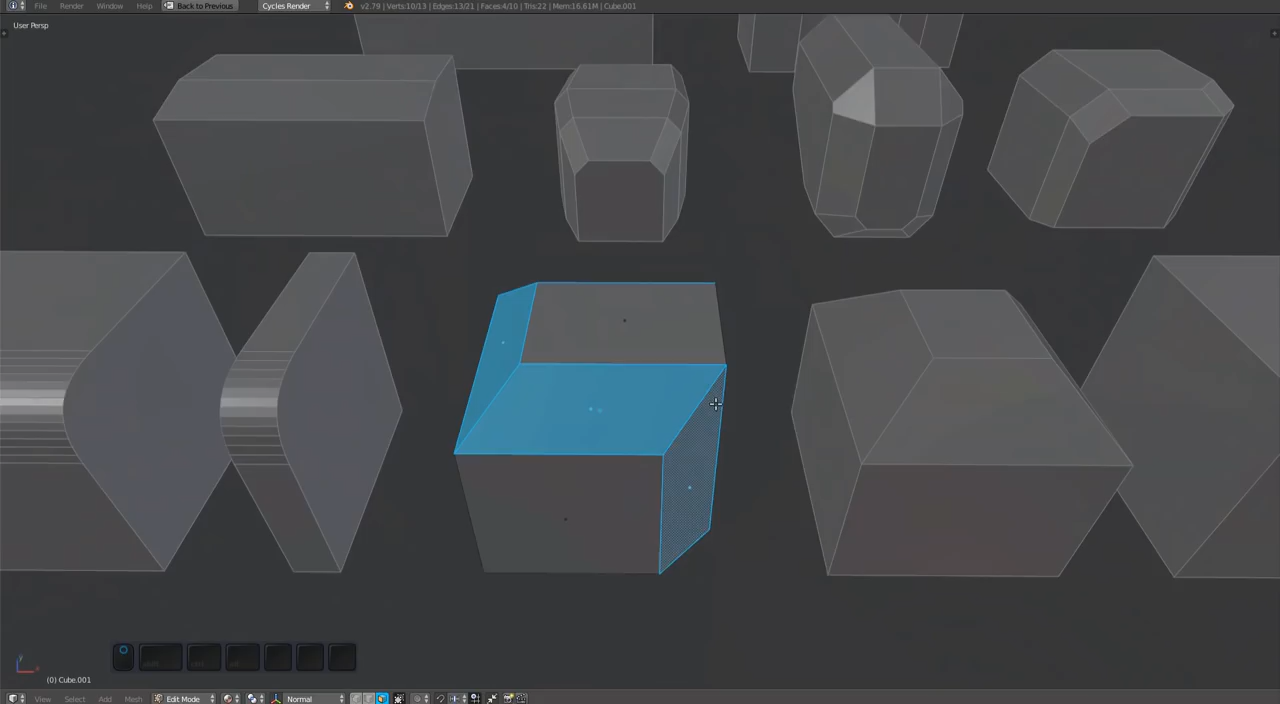 File Render Window Help Back to Previous Cycles Render v2.79 | Verts:10/13 | Edges:13/21 | Faces:4/10 | Tris:22 | Mem:16.61M | Cube.001
User Persp
(0) Cube.001
View Select Add Mesh Edit Mode Normal